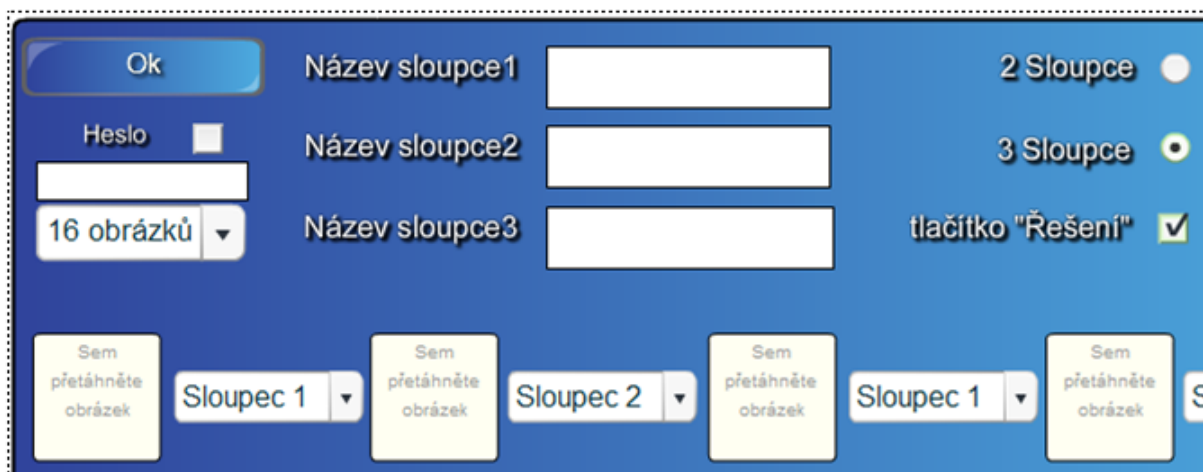 Ok
Název sloupce1
2 Sloupce
Heslo
Název sloupce2
3 Sloupce
16 obrázků
Název sloupce3
tlačítko "Řešení"
Sem
přetáhněte
obrázek
Sloupec 1
Sem
přetáhněte
obrázek
Sloupec 2
Sem
přetáhněte
obrázek
Sloupec 1
Sem
přetáhněte
obrázek
S